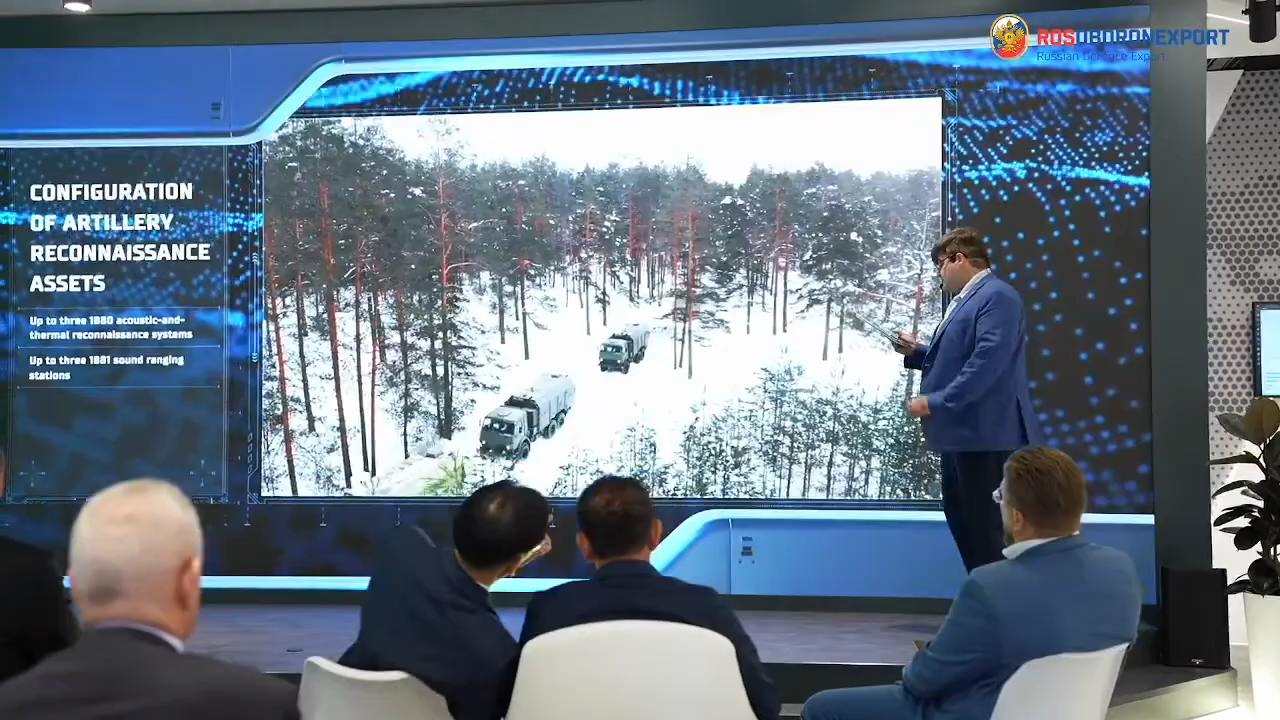 ROSOBORONEXPORT
Russian Defence Export
CONFIGURATION
OF ARTILLERY
RECONNAISSANCE
ASSETS
Up to three 1B80 acoustic-and-
thermal reconnaissance systems
Up to three 1B81 sound ranging
stations